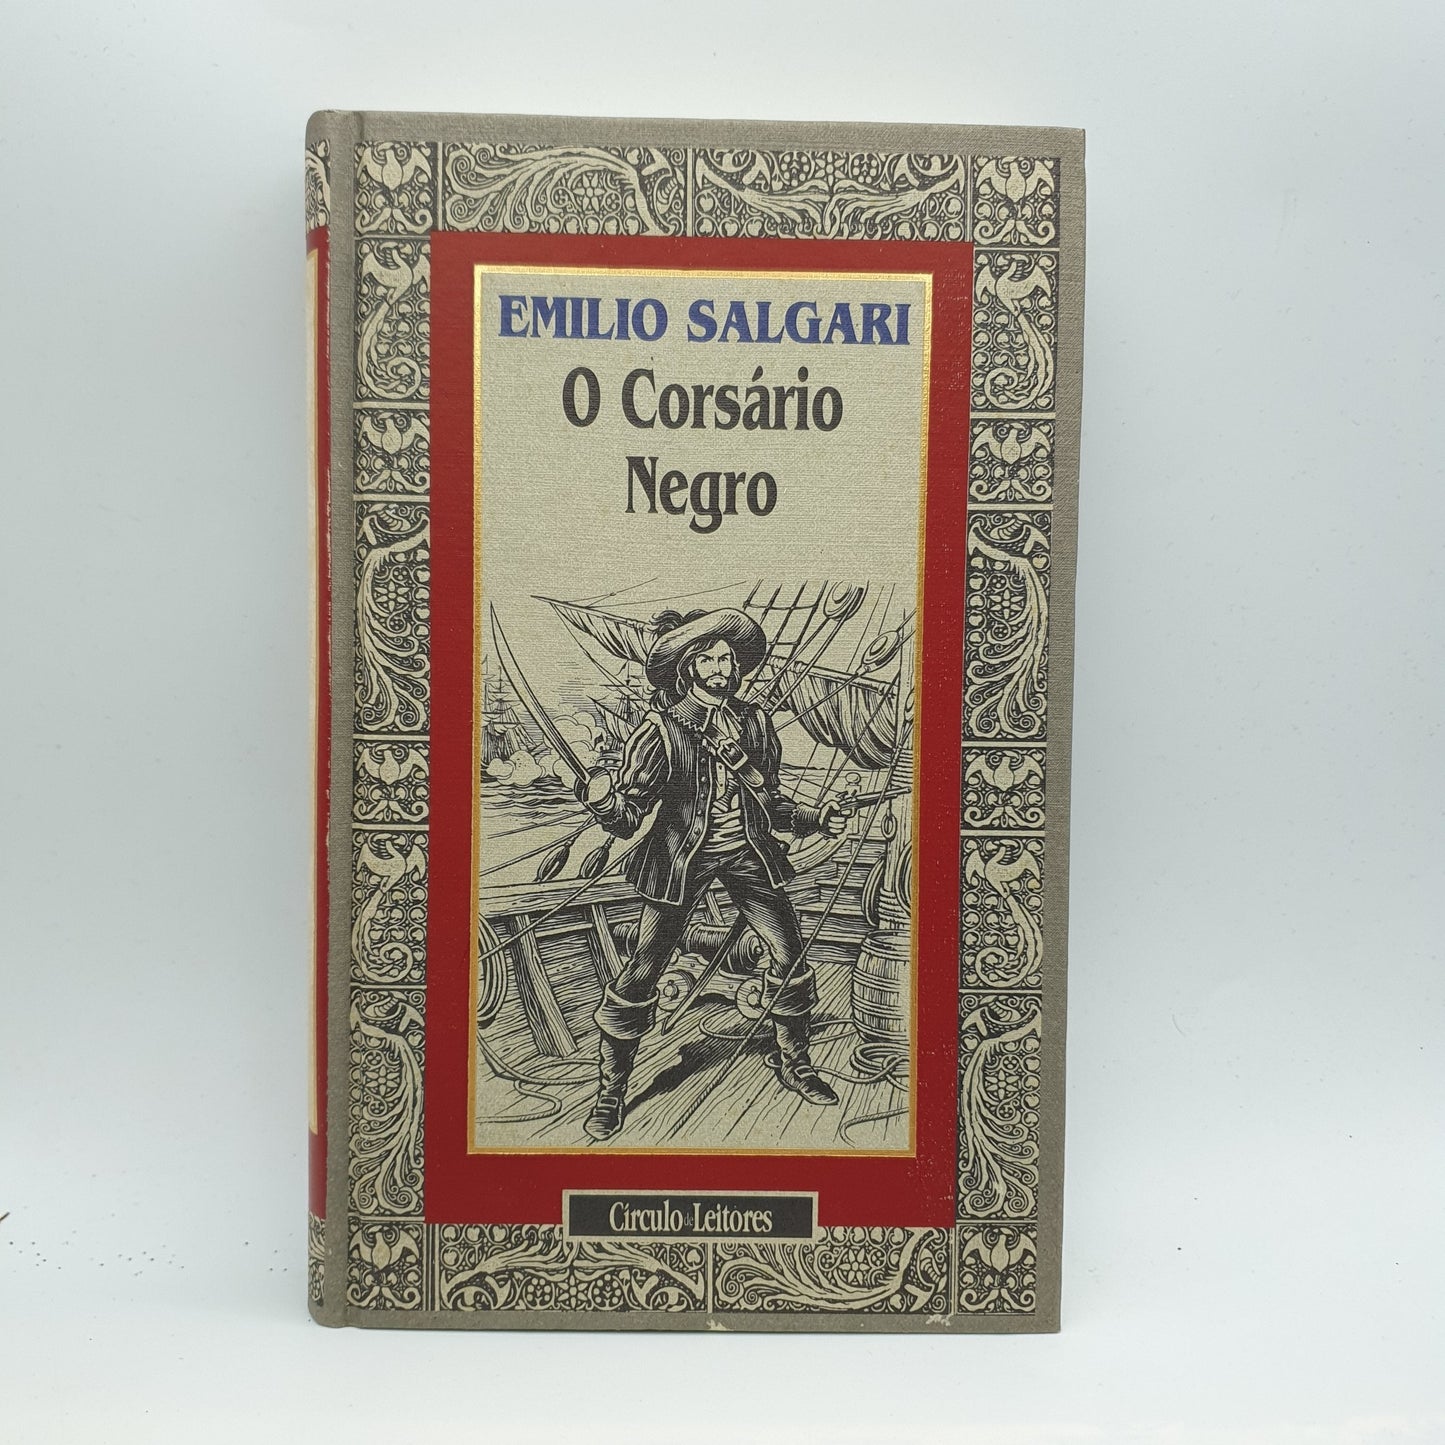 EMILIO SALGARI
O Corsário
Negro
Círculo de Leitores